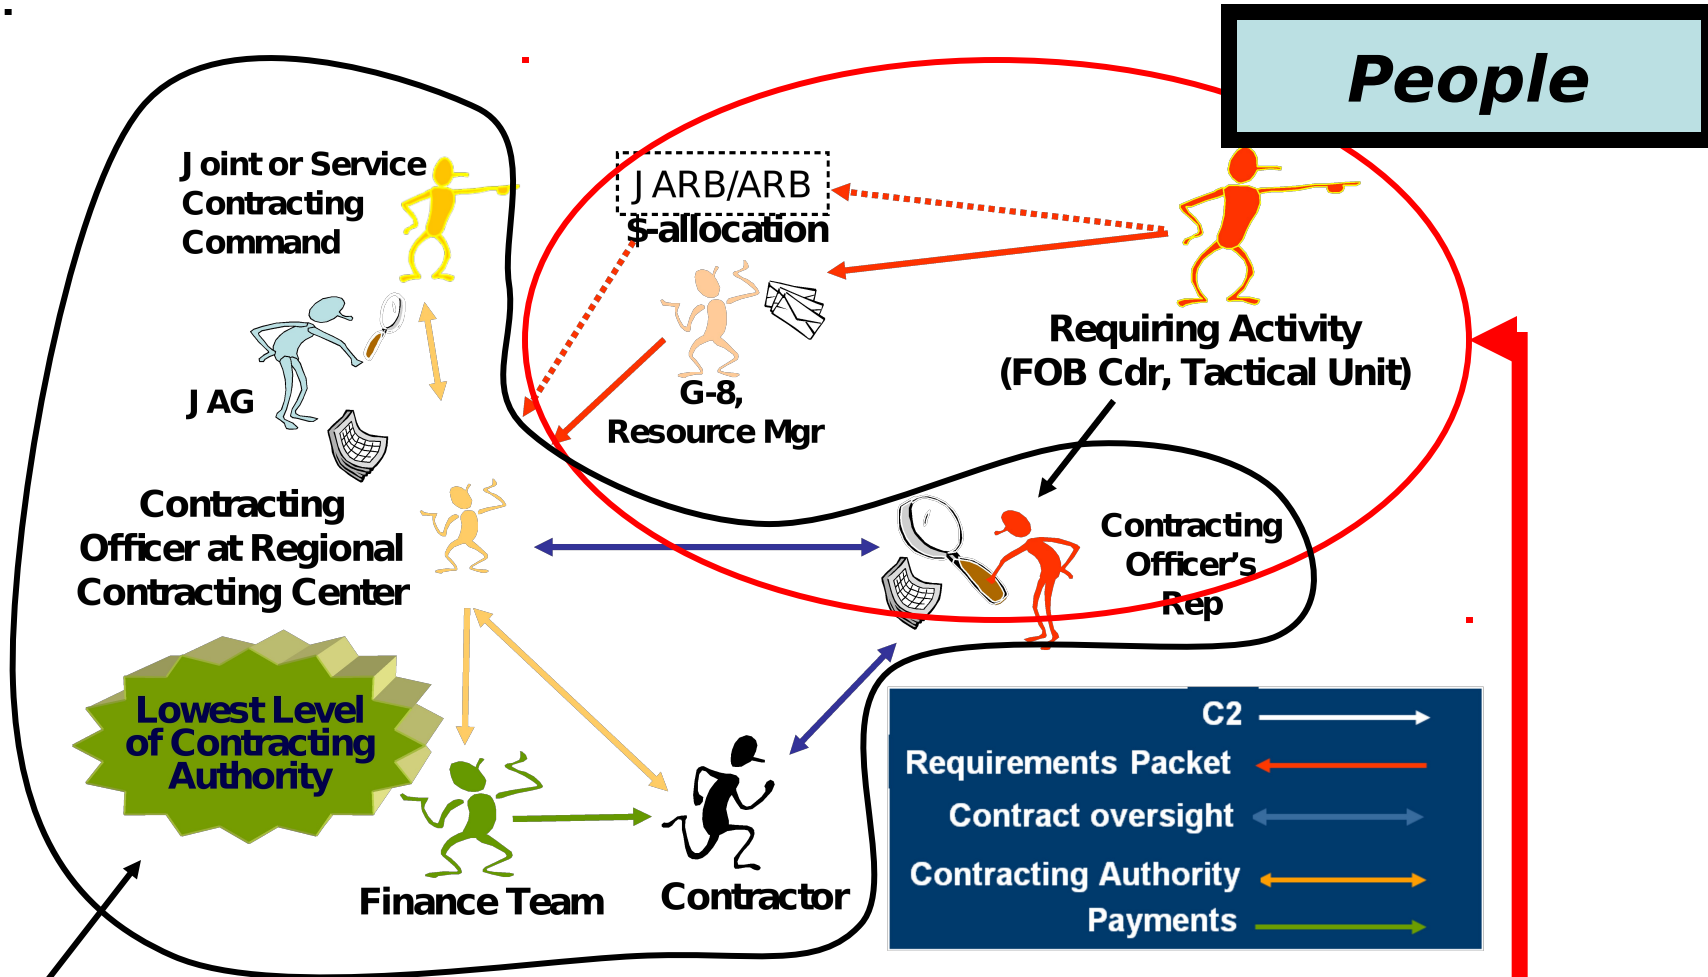 People
Joint or Service
Contracting
Command
JARB/ARB
$-allocation
Requiring Activity
(FOB Cdr, Tactical Unit)
JAG
G-8,
Resource Mgr
Contracting
Officer at Regional
Contracting Center
Contracting
Officer’s
Rep
Lowest Level
of Contracting
Authority
Finance Team
Contractor
C2
Requirements Packet
Contract oversight
Contracting Authority
Payments